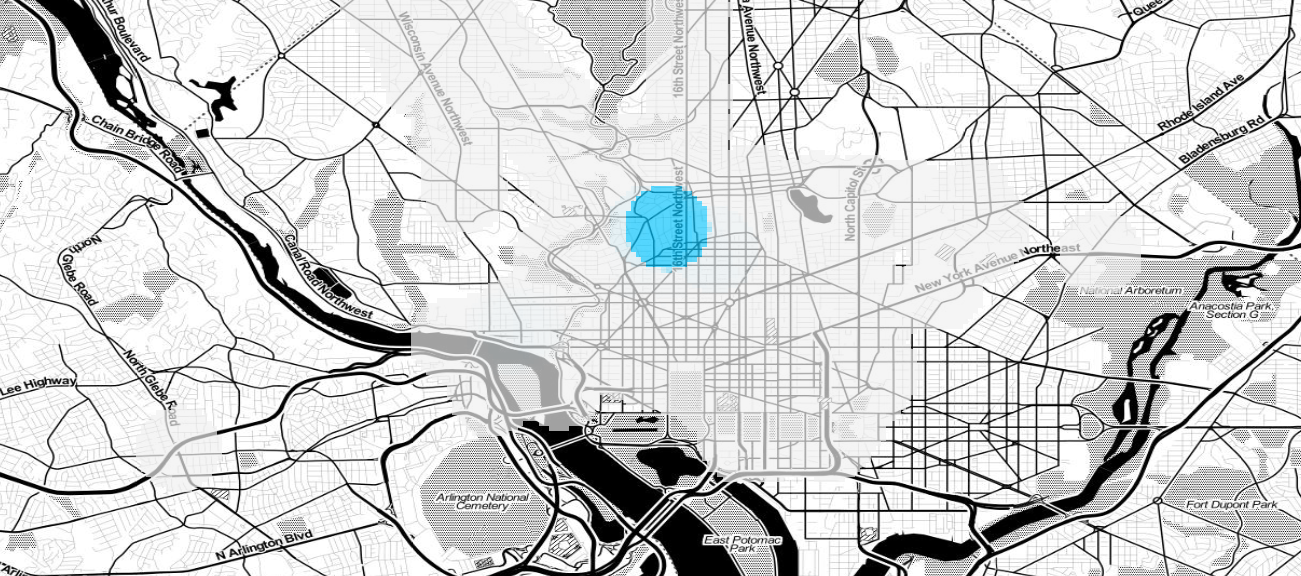 hur Boulevard
Wisconsin Avenue Northwest
16th Street Northwest
Avenue Northwest
Rhode Island Ave
Bladensburg Rd
Chain Bridge Road
North Capitol St
16th Street Northwest
North
Glebe Road
Canal Road Northwest
New York Avenue Northeast
National Arboretum
Anacostia Park,
Section G
Lee Highway
North Glebe Road
Arlington National
Cemetery
Fort Dupont Park
N Arlington Blvd
East Potomac
Park